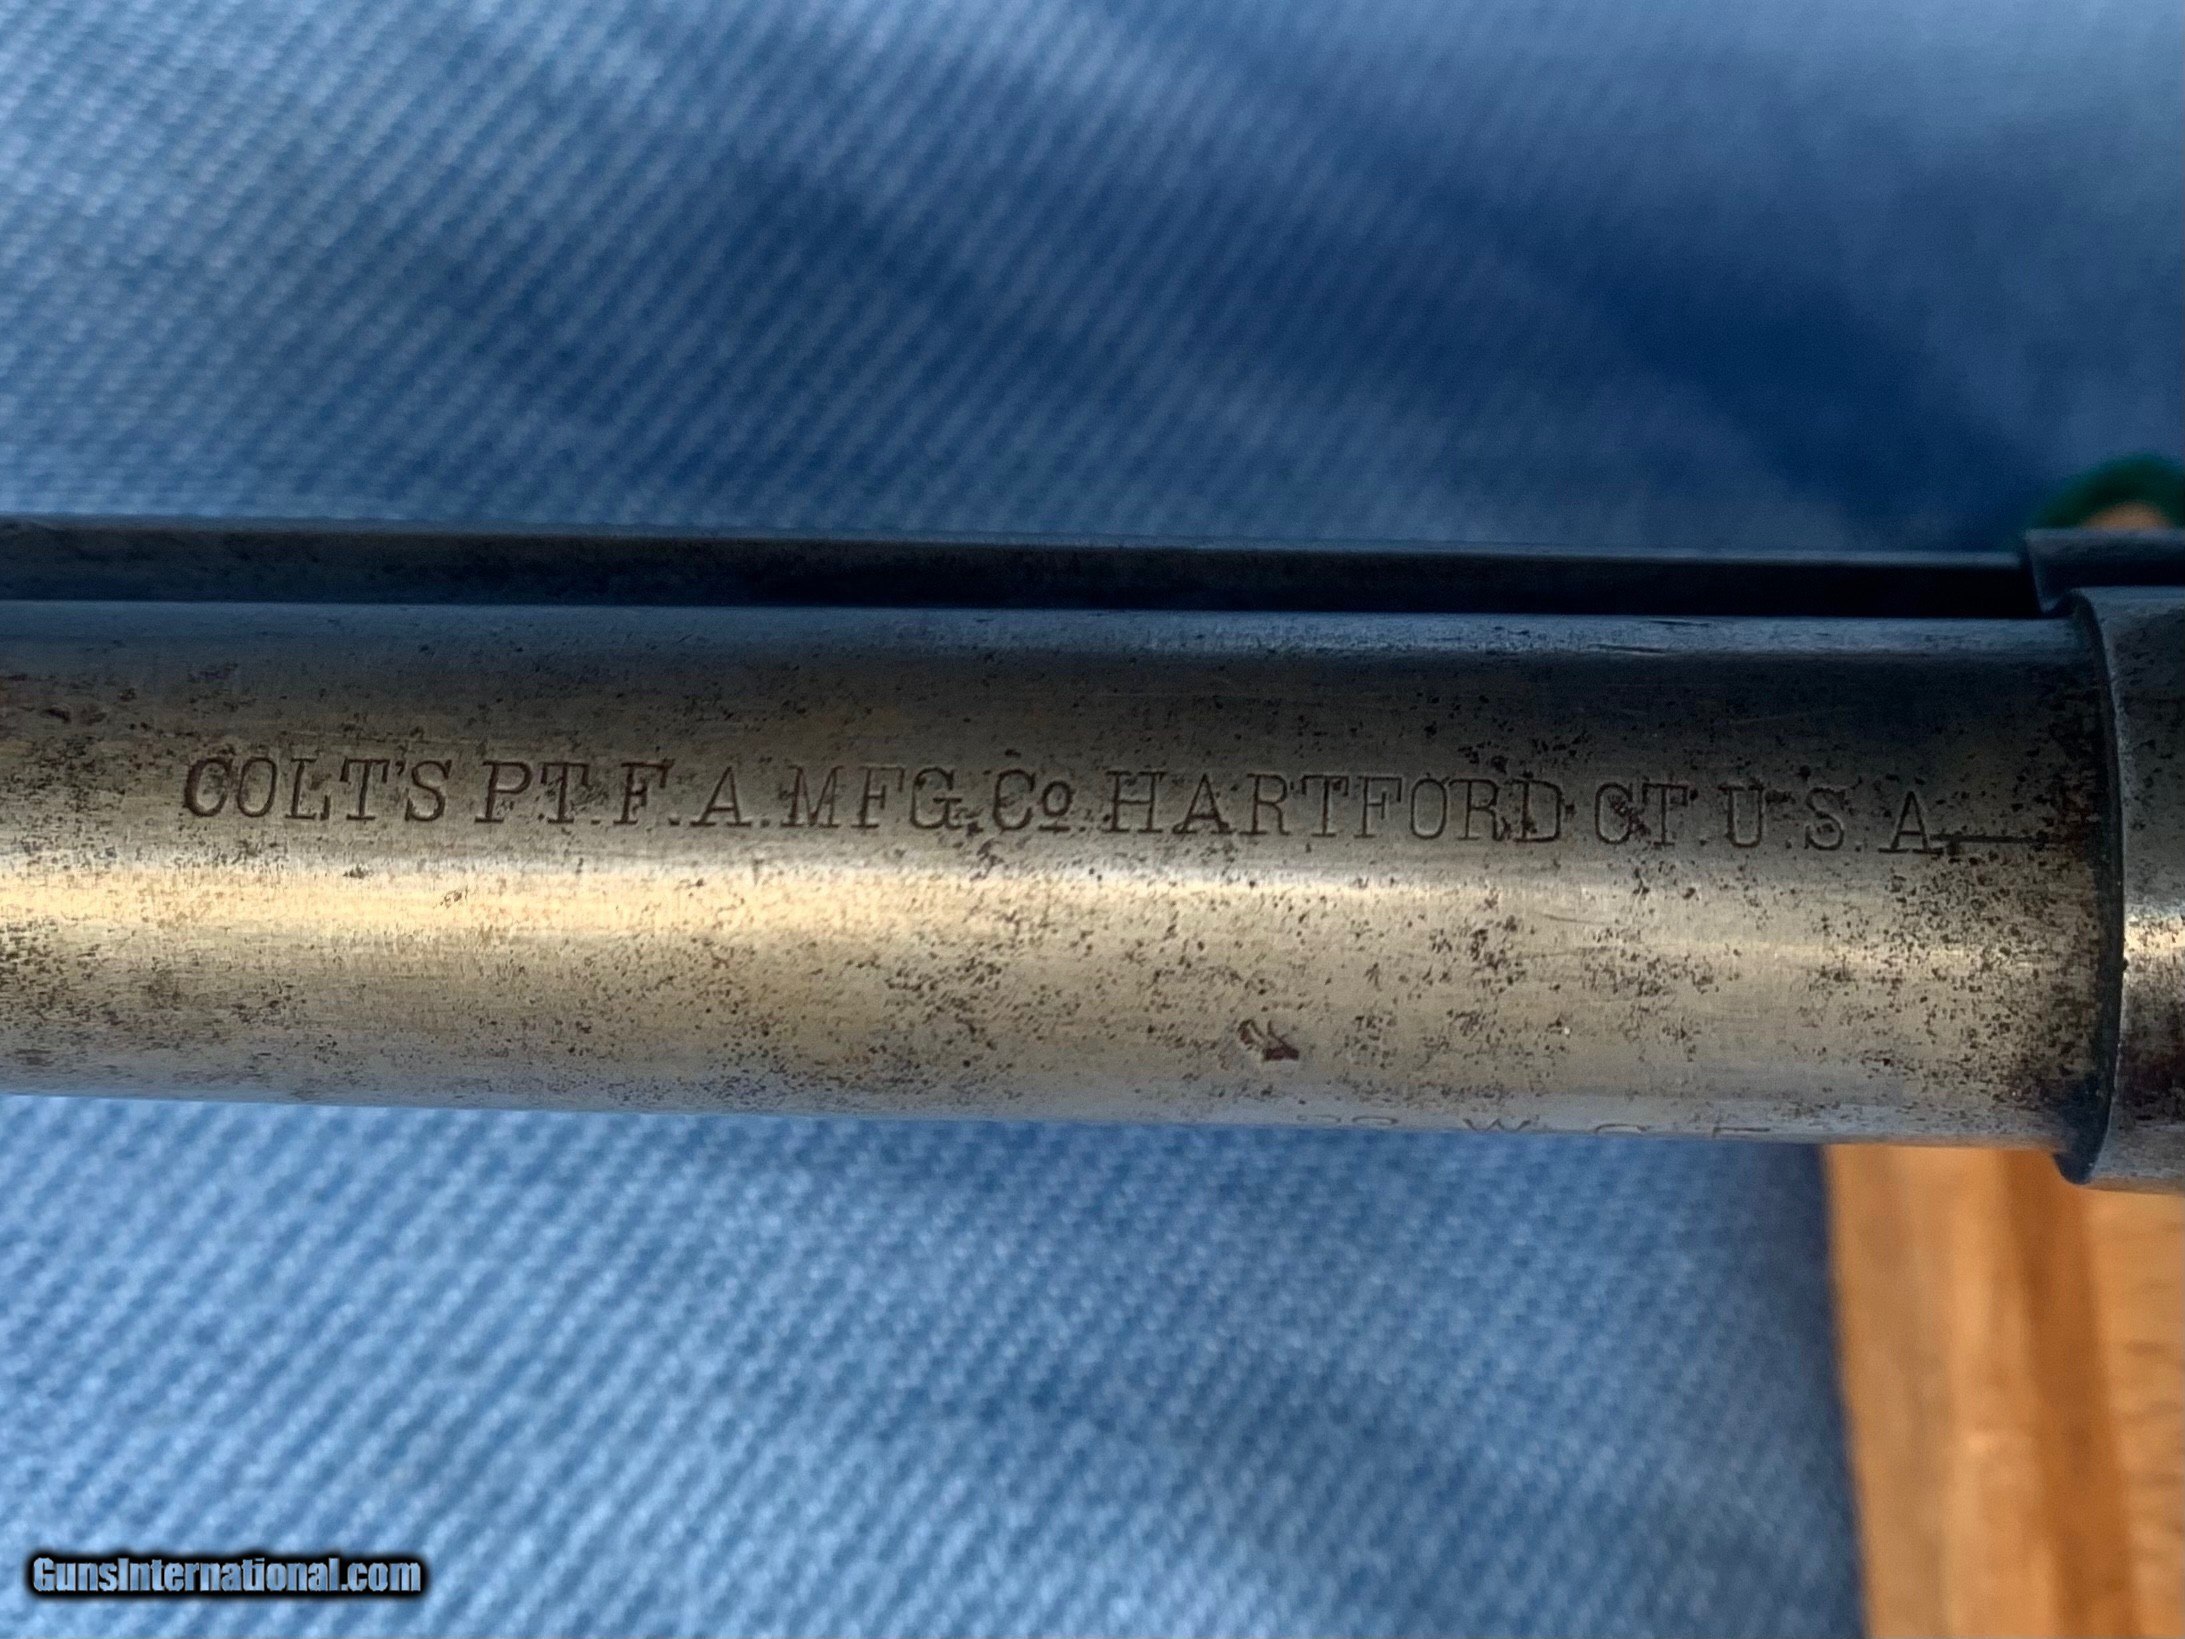 COLT'S PT. F. A. MFG. Co. HARTFORD CT. U. S. A.
W C F
GunsInternational.com